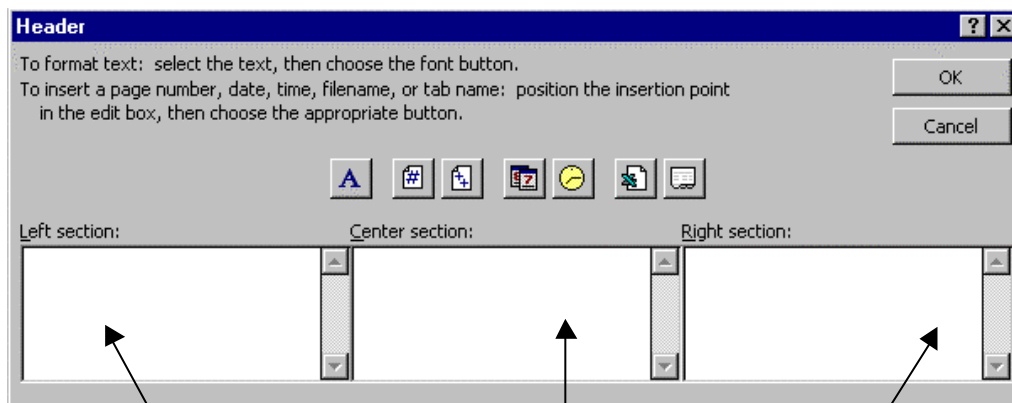 Header
To format text: select the text, then choose the font button.
To insert a page number, date, time, filename, or tab name: position the insertion point
in the edit box, then choose the appropriate button.
OK
Cancel
A # ++ 7
Left section: Center section: Right section: